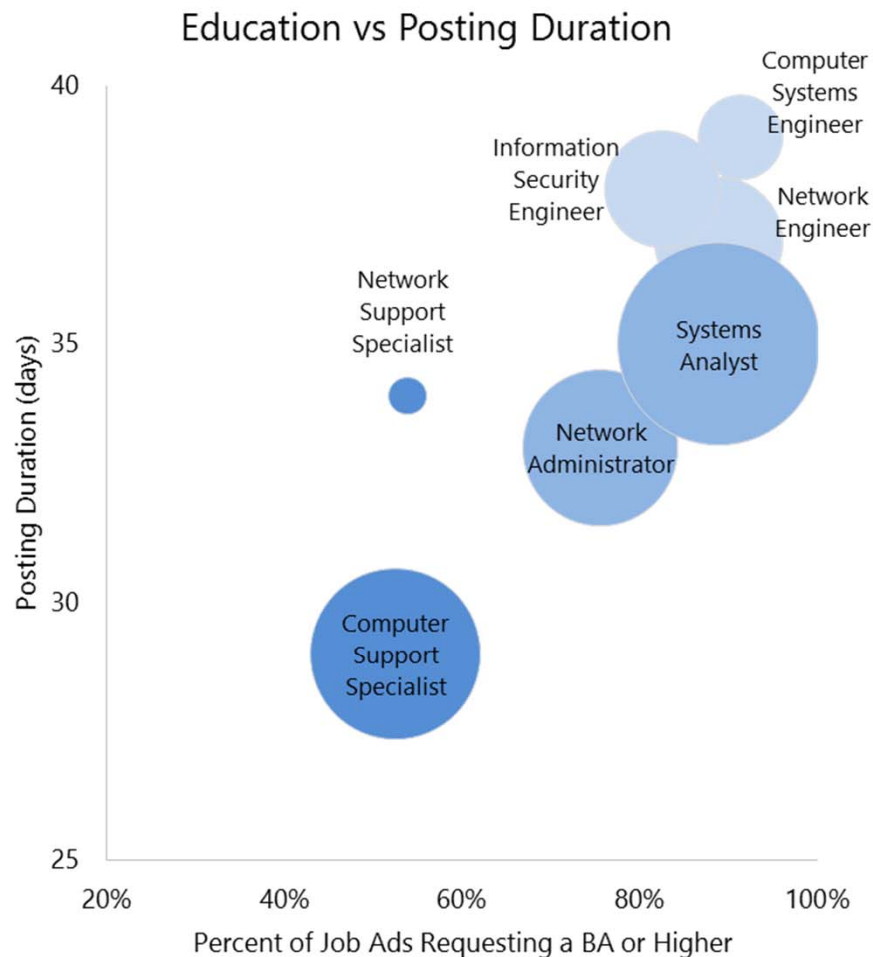 Education vs Posting Duration
40
Computer
Systems
Engineer
Information
Security
Engineer
Network
Engineer
Network
Support
Specialist
35
Systems
Analyst
Network
Administrator
Posting Duration (days)
30
Computer
Support
Specialist
25
20%
40%
60%
80%
100%
Percent of Job Ads Requesting a BA or Higher